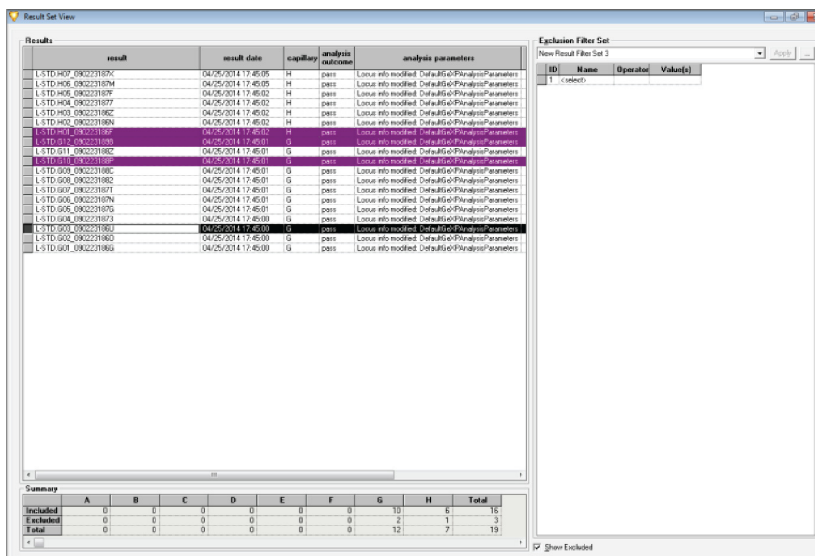 Result Set View
Results
result result date capillary analysis outcome analysis parameters
L-STD.H07_090223187X 04/25/2014 17:45:05 H pass Locus info modified: DefaultGeXPAnalysisParameters
L-STD.H06_090223187M 04/25/2014 17:45:05 H pass Locus info modified: DefaultGeXPAnalysisParameters
L-STD.H05_090223187F 04/25/2014 17:45:02 H pass Locus info modified: DefaultGeXPAnalysisParameters
L-STD.H04_0902231877 04/25/2014 17:45:02 H pass Locus info modified: DefaultGeXPAnalysisParameters
L-STD.H03_090223186Z 04/25/2014 17:45:02 H pass Locus info modified: DefaultGeXPAnalysisParameters
L-STD.H02_090223186N 04/25/2014 17:45:02 H pass Locus info modified: DefaultGeXPAnalysisParameters
L-STD.H01_090223186F 04/25/2014 17:45:02 H pass Locus info modified: DefaultGeXPAnalysisParameters
04/25/2014 17:45:01 G pass Locus info modified: DefaultGeXPAnalysisParameters
L-STD.G11_090223188Z 04/25/2014 17:45:01 G pass Locus info modified: DefaultGeXPAnalysisParameters
L-STD.G10_090223188P 04/25/2014 17:45:01 G pass Locus info modified: DefaultGeXPAnalysisParameters
L-STD.G09_090223188C 04/25/2014 17:45:01 G pass Locus info modified: DefaultGeXPAnalysisParameters
L-STD.G08_0902231882 04/25/2014 17:45:01 G pass Locus info modified: DefaultGeXPAnalysisParameters
L-STD.G07_090223187T 04/25/2014 17:45:01 G pass Locus info modified: DefaultGeXPAnalysisParameters
L-STD.G06_090223187N 04/25/2014 17:45:01 G pass Locus info modified: DefaultGeXPAnalysisParameters
L-STD.G05_090223187G 04/25/2014 17:45:01 G pass Locus info modified: DefaultGeXPAnalysisParameters
L-STD.G04_0902231873 04/25/2014 17:45:00 G pass Locus info modified: DefaultGeXPAnalysisParameters
L-STD.G03_090223186U 04/25/2014 17:45:00 G pass Locus info modified: DefaultGeXPAnalysisParameters
L-STD.G02_090223186O 04/25/2014 17:45:00 G pass Locus info modified: DefaultGeXPAnalysisParameters
L-STD.G01_090223186G 04/25/2014 17:45:00 G pass Locus info modified: DefaultGeXPAnalysisParameters
Summary
A B C D E F G H Total
Included 0 0 0 0 0 0 10 6 16
Excluded 0 0 0 0 0 0 2 1 3
Total 0 0 0 0 0 0 12 7 19
Exclusion Filter Set
New Result Filter Set 3 Apply ...
ID Name Operator Value(s)
1 <select>
Show Excluded